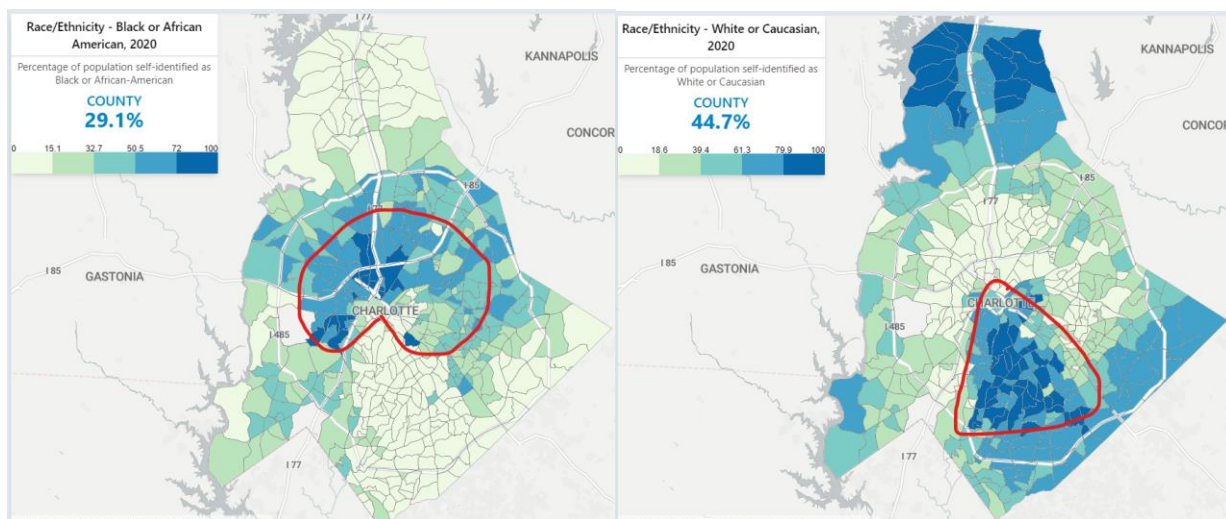 I 77
Race/Ethnicity - Black or African
American, 2020
Percentage of population self-identified as
Black or African-American
COUNTY
29.1%
0 15.1 32.7 50.5 72 100
KANNAPOLIS
CONCOR
I 85
I 77
I 85
GASTONIA
CHARLOTTE
I 485
I 77
I 77
Race/Ethnicity - White or Caucasian,
2020
Percentage of population self-identified as
White or Caucasian
COUNTY
44.7%
0 18.6 39.4 61.3 79.9 100
KANNAPOLIS
CONCOR
I 85
I 77
I 85
GASTONIA
CHARLOTTE
I 485
I 77